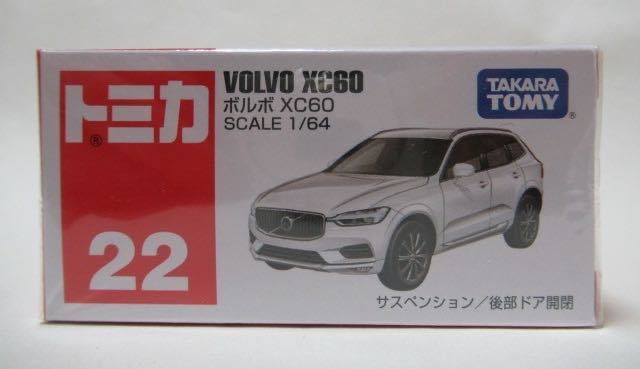 トミカ
®
22
VOLVO XC60
ボルボ XC60
SCALE 1/64
TAKARA
TOMY
®
サスペンション／後部ドア開閉